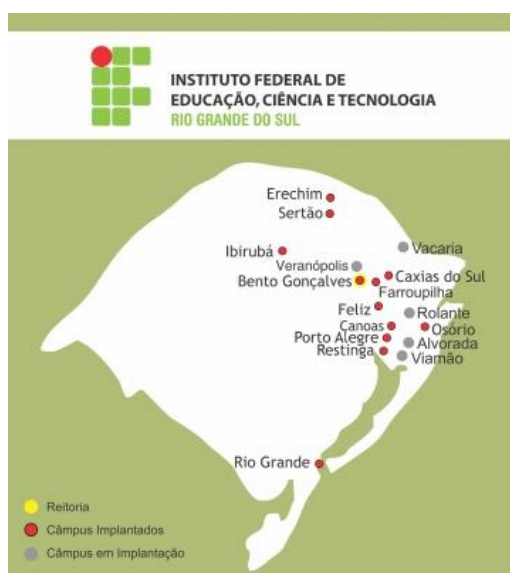 INSTITUTO FEDERAL DE
EDUCAÇÃO, CIÊNCIA E TECNOLOGIA
RIO GRANDE DO SUL
Erechim
Sertão
Ibirubá
Vacaria
Veranópolis
Bento Gonçalves
Caxias do Sul
Farroupilha
Feliz
Rolante
Canoas
Osório
Porto Alegre
Alvorada
Restinga
Viamão
Rio Grande
Reitoria
Câmpus Implantados
Câmpus em Implantação